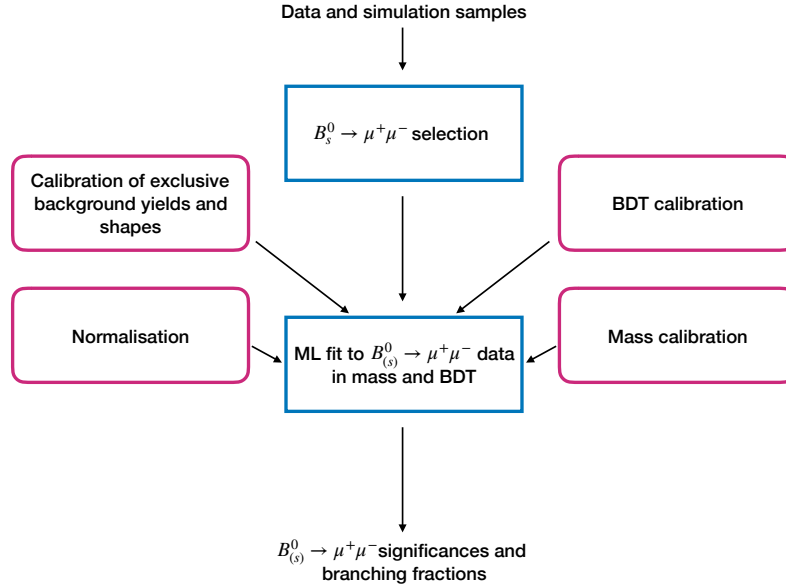 Data and simulation samples
B_s^0 → μ⁺μ⁻ selection
Calibration of exclusive
background yields and
shapes
BDT calibration
Normalisation
ML fit to B_{(s)}^0 → μ⁺μ⁻ data
in mass and BDT
Mass calibration
B_{(s)}^0 → μ⁺μ⁻ significances and
branching fractions